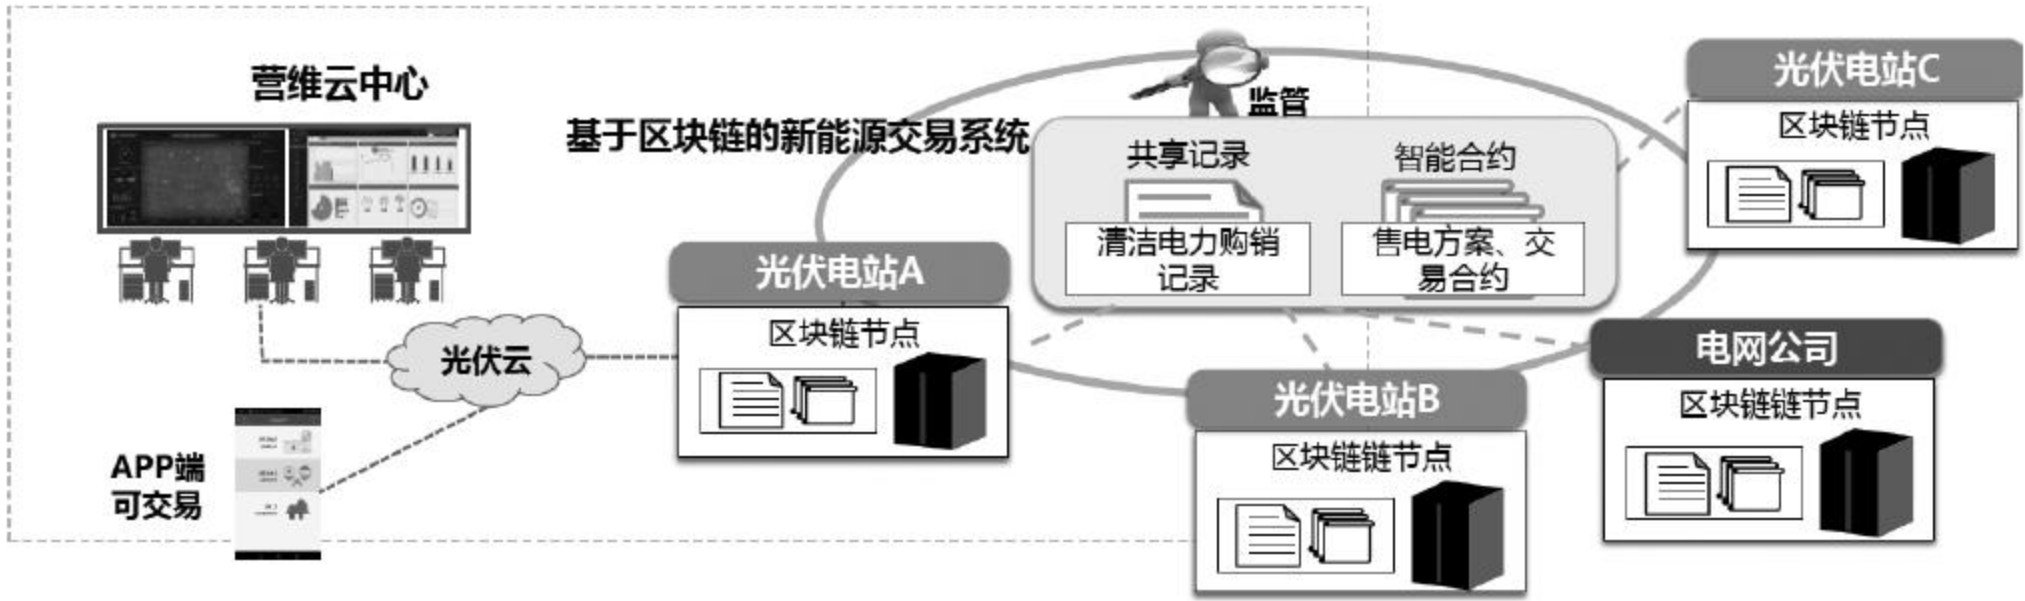 营维云中心
基于区块链的新能源交易系统
监管
共享记录
清洁电力购销
记录
智能合约
售电方案、交
易合约
光伏电站C
区块链节点
光伏电站A
区块链节点
光伏云
APP端
可交易
光伏电站B
区块链链节点
电网公司
区块链链节点